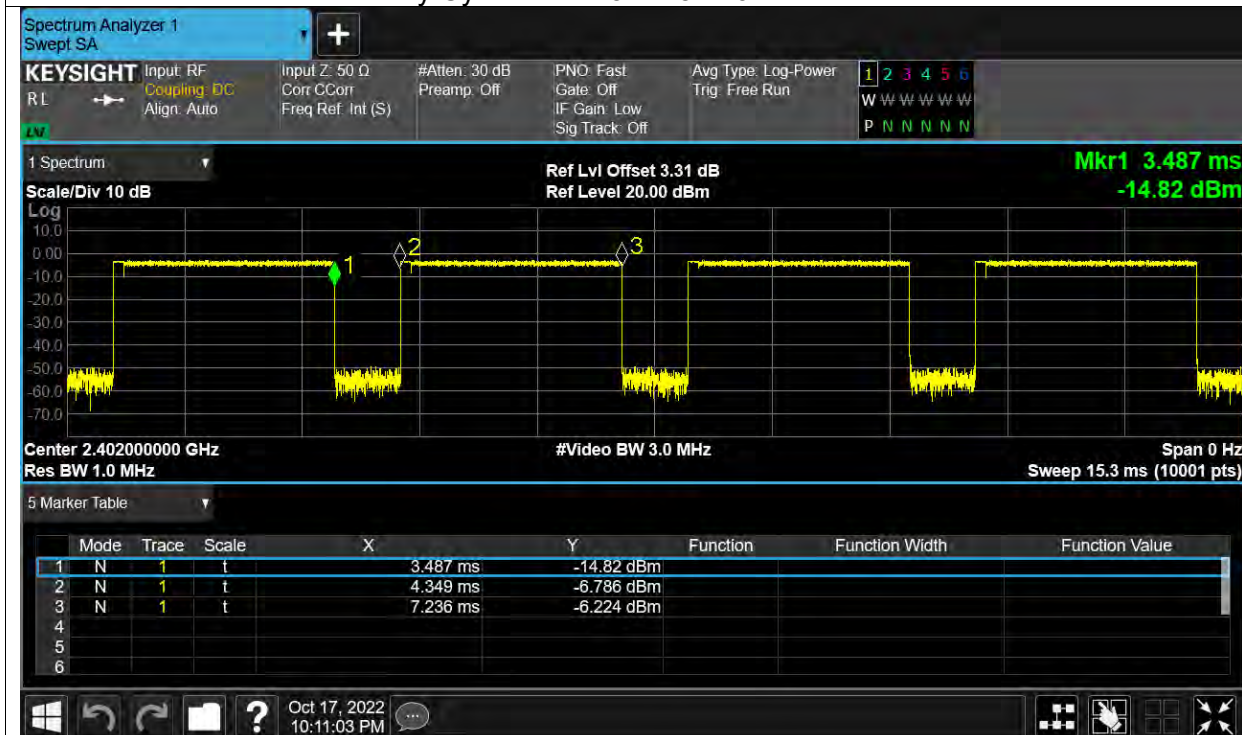 Spectrum Analyzer 1
Swept SA
+
KEYSIGHT Input: RF Input Z: 50 Ω #Atten: 30 dB PNO: Fast Avg Type: Log-Power 1 2 3 4 5 6
RL Coupling: DC Corr CCorr Preamp: Off Gate: Off Trig: Free Run W W W W W W
Align: Auto Freq Ref: Int (S) IF Gain: Low
Sig Track: Off P N N N N N
1 Spectrum Ref Lvl Offset 3.31 dB Mkr1 3.487 ms
Scale/Div 10 dB Ref Level 20.00 dBm -14.82 dBm
Log
10.0
0.00
-10.0
-20.0
-30.0
-40.0
-50.0
-60.0
-70.0
1 2 3
Center 2.402000000 GHz #Video BW 3.0 MHz Span 0 Hz
Res BW 1.0 MHz Sweep 15.3 ms (10001 pts)
5 Marker Table
Mode Trace Scale X Y Function Function Width Function Value
1 N 1 t 3.487 ms -14.82 dBm
2 N 1 t 4.349 ms -6.786 dBm
3 N 1 t 7.236 ms -6.224 dBm
4
5
6
? Oct 17, 2022
10:11:03 PM